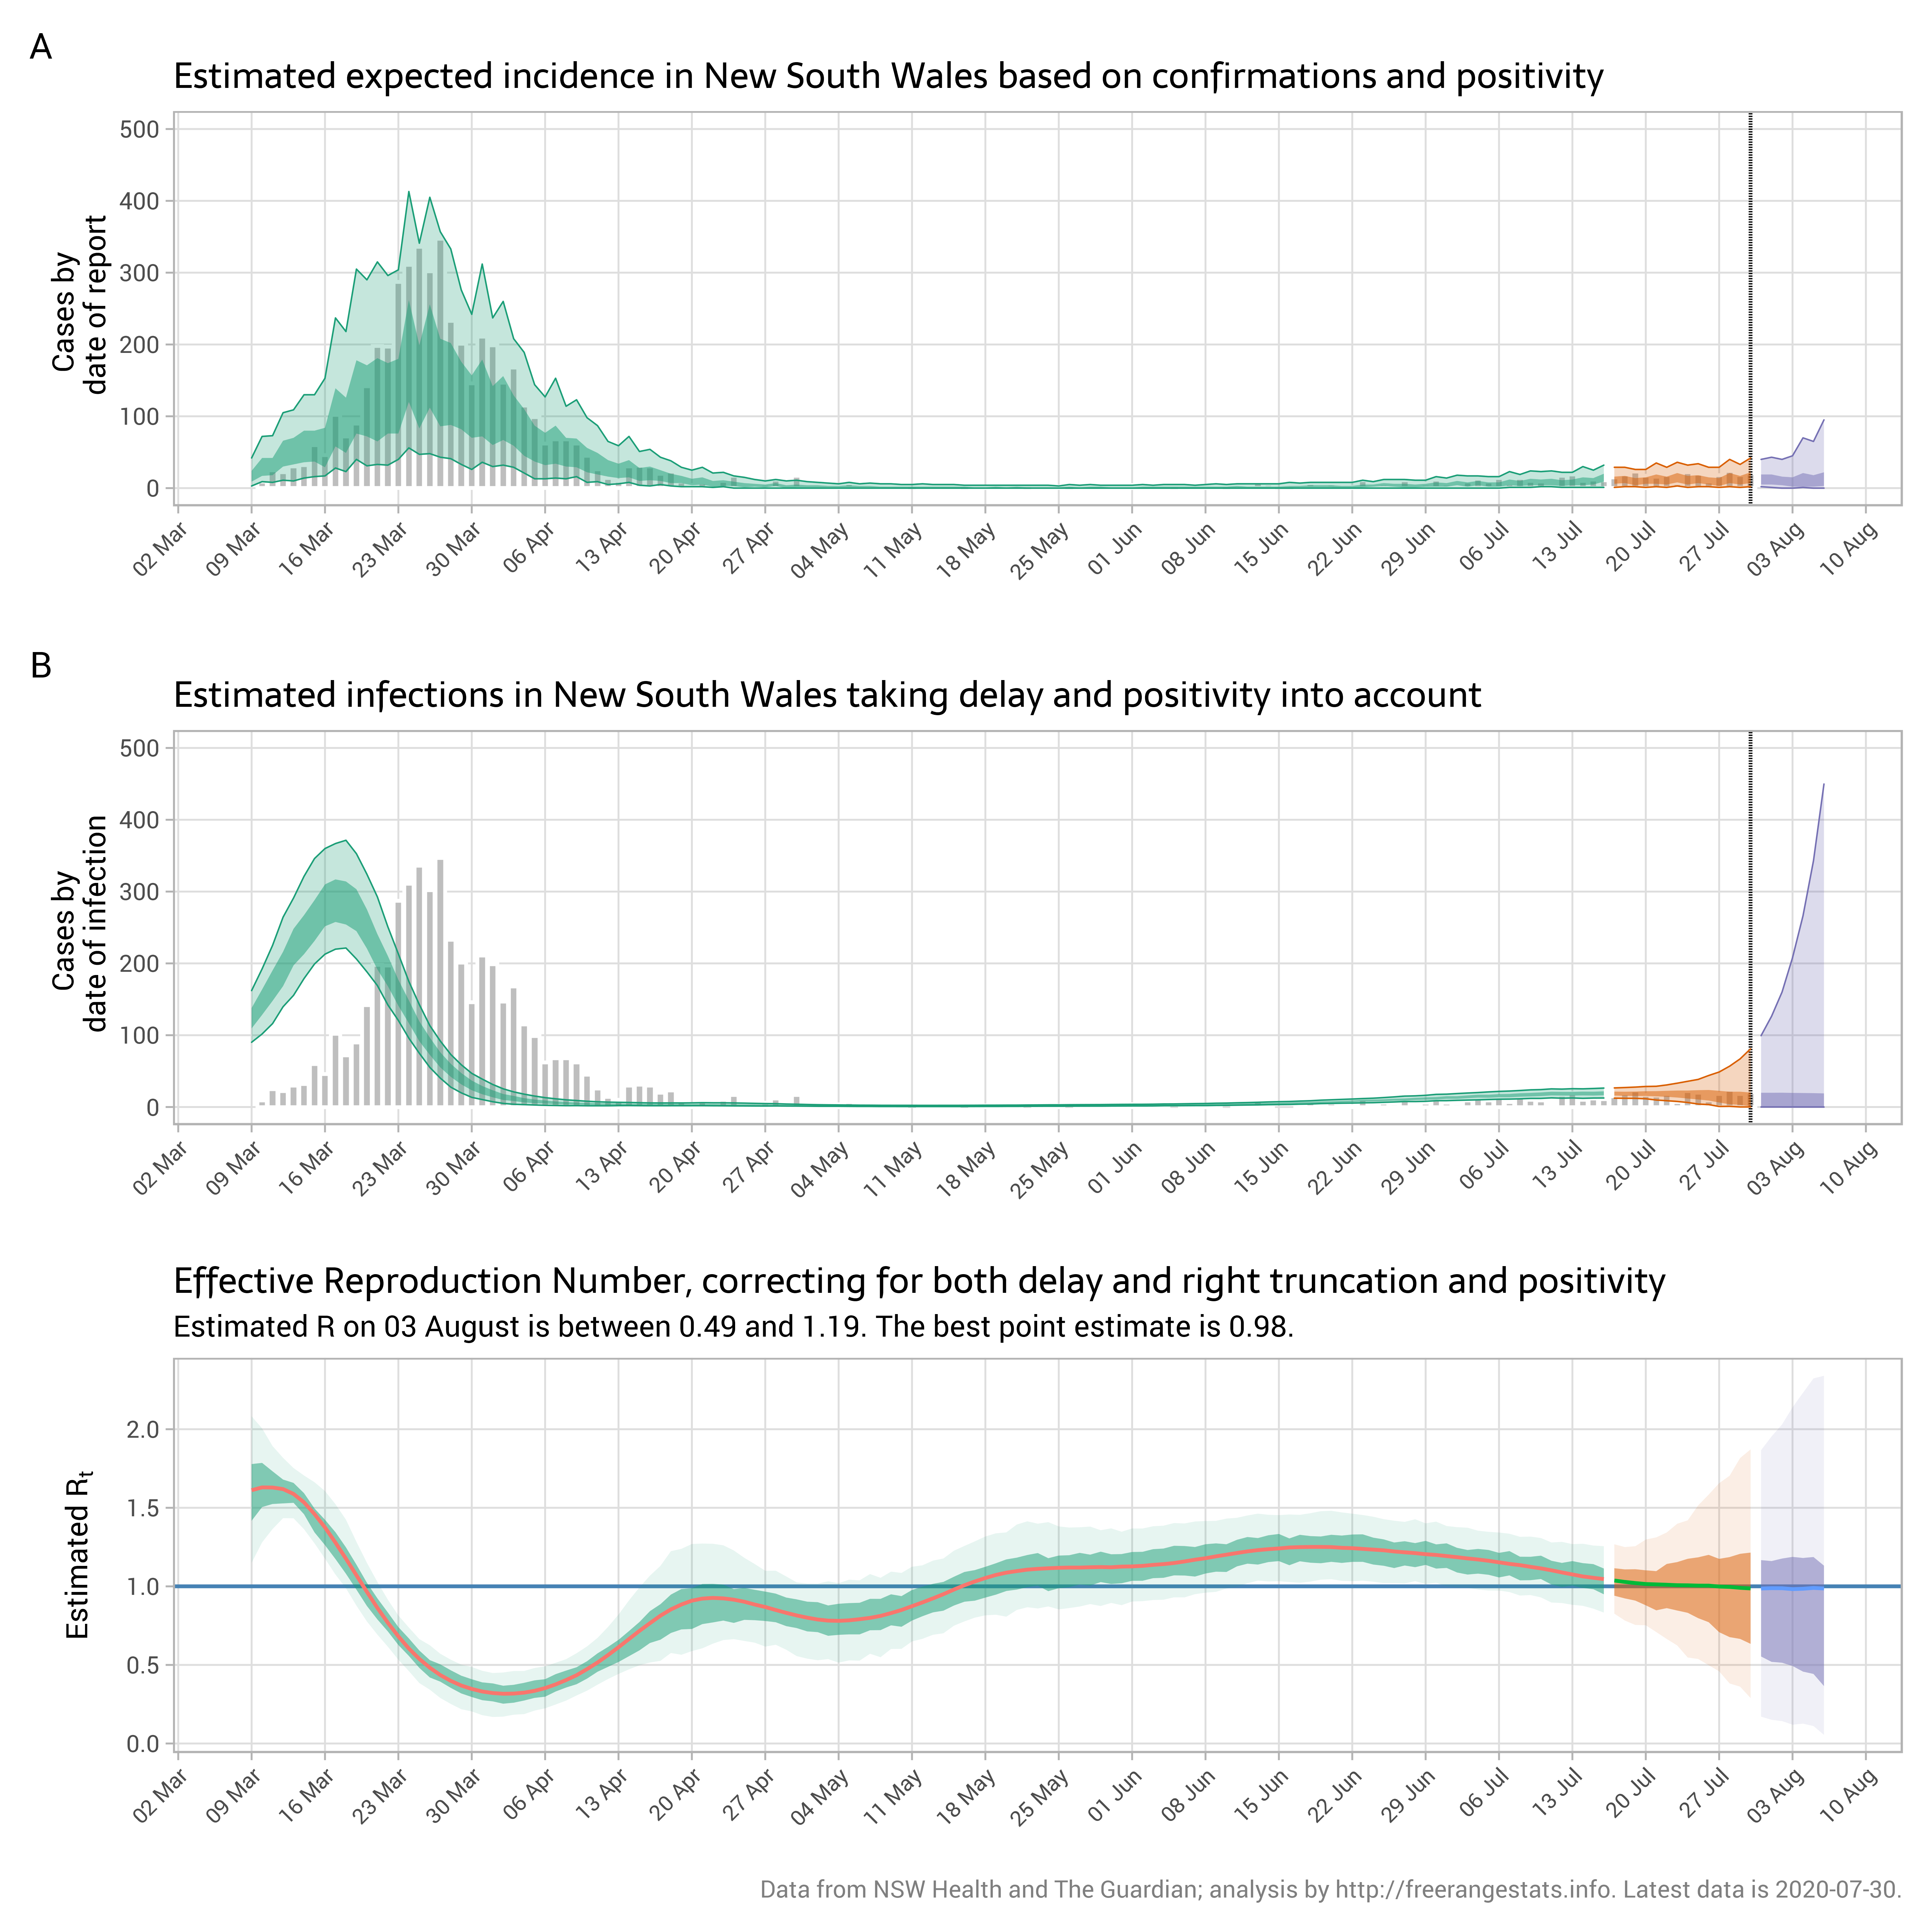 A
Estimated expected incidence in New South Wales based on confirmations and positivity
Cases by
date of report
500
400
300
200
100
0
02 Mar
09 Mar
16 Mar
23 Mar
30 Mar
06 Apr
13 Apr
20 Apr
27 Apr
04 May
11 May
18 May
25 May
01 Jun
08 Jun
15 Jun
22 Jun
29 Jun
06 Jul
13 Jul
20 Jul
27 Jul
03 Aug
10 Aug
B
Estimated infections in New South Wales taking delay and positivity into account
Cases by
date of infection
500
400
300
200
100
0
02 Mar
09 Mar
16 Mar
23 Mar
30 Mar
06 Apr
13 Apr
20 Apr
27 Apr
04 May
11 May
18 May
25 May
01 Jun
08 Jun
15 Jun
22 Jun
29 Jun
06 Jul
13 Jul
20 Jul
27 Jul
03 Aug
10 Aug
Effective Reproduction Number, correcting for both delay and right truncation and positivity
Estimated R on 03 August is between 0.49 and 1.19. The best point estimate is 0.98.
Estimated Rt
2.0
1.5
1.0
0.5
0.0
02 Mar
09 Mar
16 Mar
23 Mar
30 Mar
06 Apr
13 Apr
20 Apr
27 Apr
04 May
11 May
18 May
25 May
01 Jun
08 Jun
15 Jun
22 Jun
29 Jun
06 Jul
13 Jul
20 Jul
27 Jul
03 Aug
10 Aug
Data from NSW Health and The Guardian; analysis by http://freerangestats.info. Latest data is 2020-07-30.